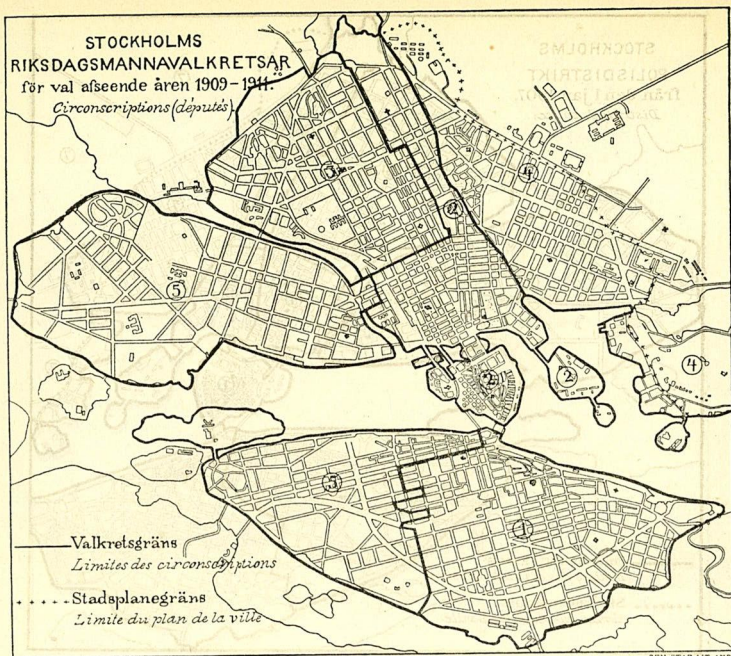 STOCKHOLMS
RIKSDAGSMANNAVALKRETSAR
för val afseende åren 1909-1911.
Circonscriptions (députés).
3
4
2
5
2
2
4
5
1
Valkretsgräns
Limites des circonscriptions
Stadsplanegräns
Limite du plan de la ville